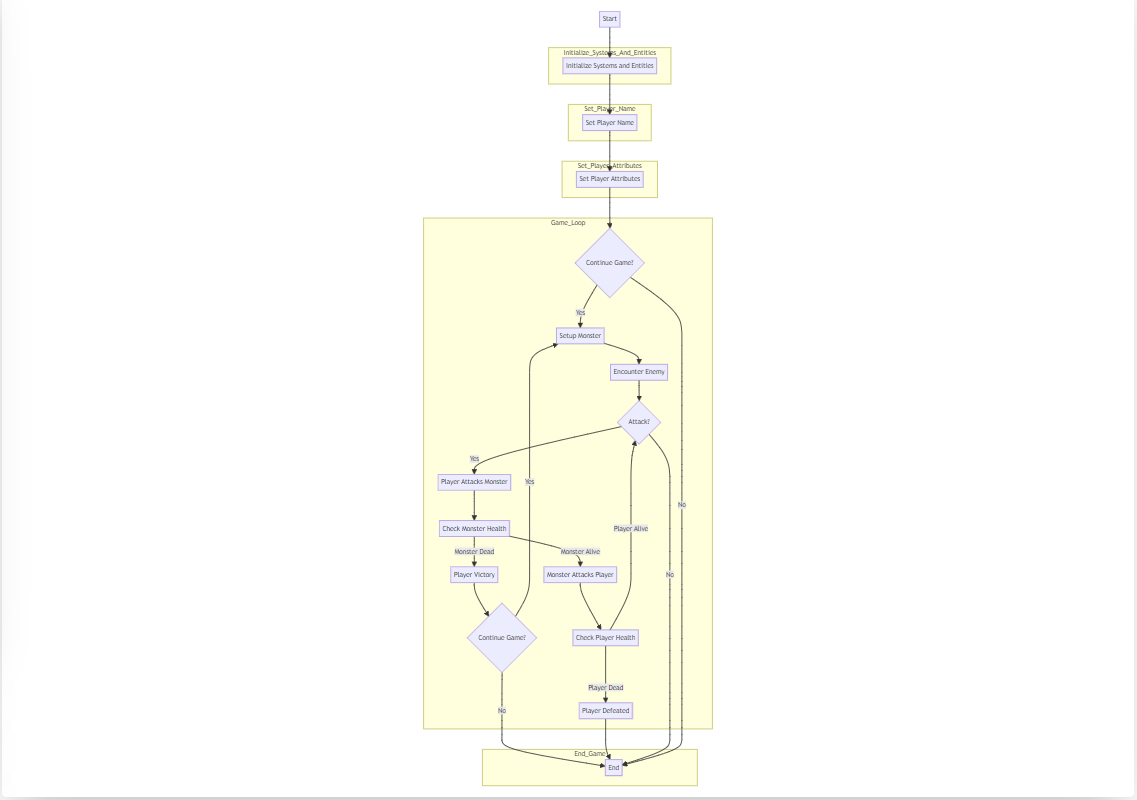 Start
Initialize_Systems_And_Entities
Initialize Systems and Entities
Set_Player_Name
Set Player Name
Set_Player_Attributes
Set Player Attributes
Game_Loop
Continue Game?
Yes
Setup Monster
Encounter Enemy
Attack?
Yes
Player Attacks Monster
Yes
No
Check Monster Health
Player Alive
Monster Dead
Monster Alive
Player Victory
Monster Attacks Player
No
Continue Game?
Check Player Health
Player Dead
No
Player Defeated
End_Game
End